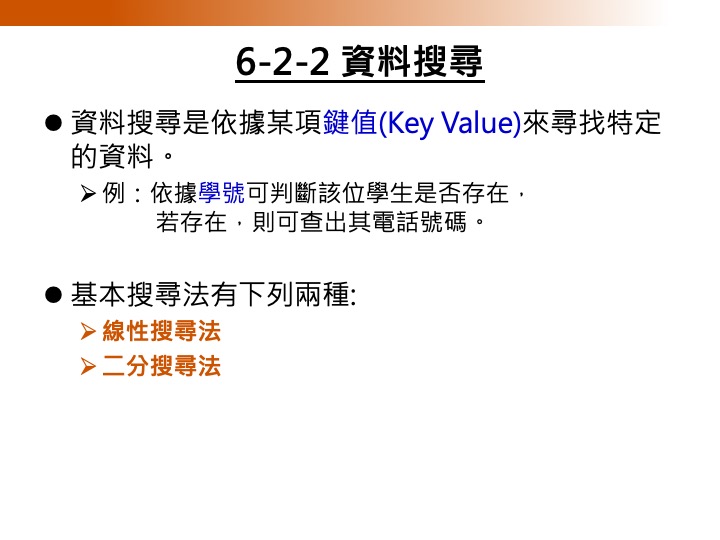 6-2-2 資料搜尋
● 資料搜尋是依據某項鍵值(Key Value)來尋找特定
的資料。
➢ 例：依據學號可判斷該位學生是否存在，
若存在，則可查出其電話號碼。
● 基本搜尋法有下列兩種:
➢ 線性搜尋法
➢ 二分搜尋法